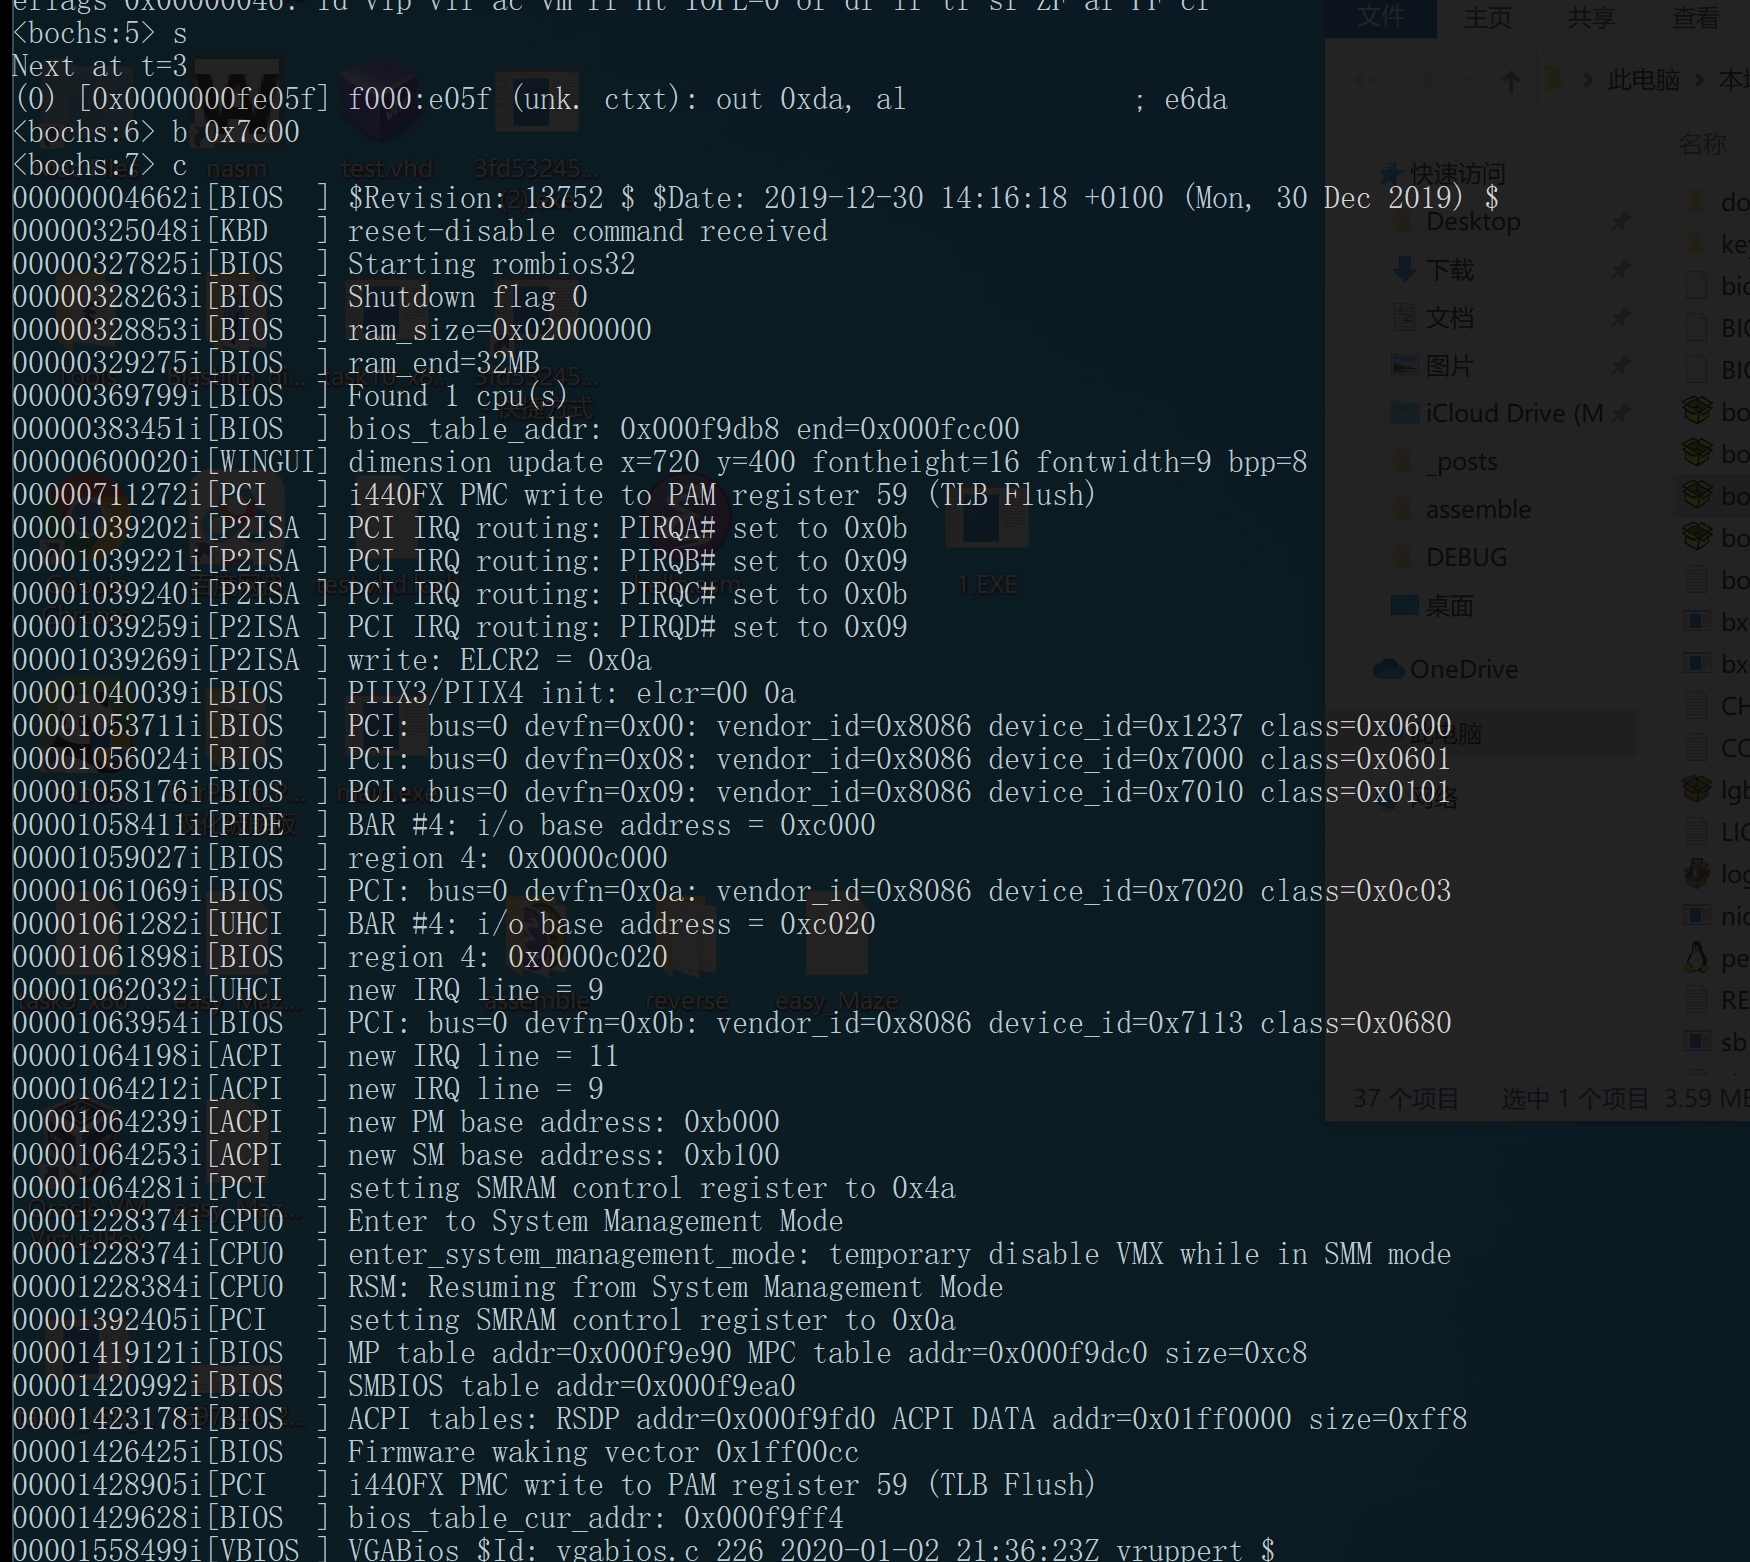 <bochs:5> s
Next at t=3
(0) [0x0000000fe05f] f000:e05f (unk. ctxt): out 0xda, al ; e6da
<bochs:6> b 0x7c00
<bochs:7> c
00000004662i[BIOS  ] $Revision: 13752 $ $Date: 2019-12-30 14:16:18 +0100 (Mon, 30 Dec 2019) $
00000325048i[KBD   ] reset-disable command received
00000327825i[BIOS  ] Starting rombios32
00000328263i[BIOS  ] Shutdown flag 0
00000328853i[BIOS  ] ram_size=0x02000000
00000329275i[BIOS  ] ram_end=32MB
00000369799i[BIOS  ] Found 1 cpu(s)
00000383451i[BIOS  ] bios_table_addr: 0x000f9db8 end=0x000fcc00
00000600020i[WINGUI] dimension update x=720 y=400 fontheight=16 fontwidth=9 bpp=8
00000711272i[PCI   ] i440FX PMC write to PAM register 59 (TLB Flush)
00001039202i[P2ISA ] PCI IRQ routing: PIRQA# set to 0x0b
00001039221i[P2ISA ] PCI IRQ routing: PIRQB# set to 0x09
00001039240i[P2ISA ] PCI IRQ routing: PIRQC# set to 0x0b
00001039259i[P2ISA ] PCI IRQ routing: PIRQD# set to 0x09
00001039269i[P2ISA ] write: ELCR2 = 0x0a
00001040039i[BIOS  ] PIIX3/PIIX4 init: elcr=00 0a
00001053711i[BIOS  ] PCI: bus=0 devfn=0x00: vendor_id=0x8086 device_id=0x1237 class=0x0600
00001056024i[BIOS  ] PCI: bus=0 devfn=0x08: vendor_id=0x8086 device_id=0x7000 class=0x0601
00001058176i[BIOS  ] PCI: bus=0 devfn=0x09: vendor_id=0x8086 device_id=0x7010 class=0x0101
00001058411i[PIDE  ] BAR #4: i/o base address = 0xc000
00001059027i[BIOS  ] region 4: 0x0000c000
00001061069i[BIOS  ] PCI: bus=0 devfn=0x0a: vendor_id=0x8086 device_id=0x7020 class=0x0c03
00001061282i[UHCI  ] BAR #4: i/o base address = 0xc020
00001061898i[BIOS  ] region 4: 0x0000c020
00001062032i[UHCI  ] new IRQ line = 9
00001063954i[BIOS  ] PCI: bus=0 devfn=0x0b: vendor_id=0x8086 device_id=0x7113 class=0x0680
00001064198i[ACPI  ] new IRQ line = 11
00001064212i[ACPI  ] new IRQ line = 9
00001064239i[ACPI  ] new PM base address: 0xb000
00001064253i[ACPI  ] new SM base address: 0xb100
00001064281i[PCI   ] setting SMRAM control register to 0x4a
00001228374i[CPU0  ] Enter to System Management Mode
00001228374i[CPU0  ] enter_system_management_mode: temporary disable VMX while in SMM mode
00001228384i[CPU0  ] RSM: Resuming from System Management Mode
00001392405i[PCI   ] setting SMRAM control register to 0x0a
00001419121i[BIOS  ] MP table addr=0x000f9e90 MPC table addr=0x000f9dc0 size=0xc8
00001420992i[BIOS  ] SMBIOS table addr=0x000f9ea0
00001423178i[BIOS  ] ACPI tables: RSDP addr=0x000f9fd0 ACPI DATA addr=0x01ff0000 size=0xff8
00001426425i[BIOS  ] Firmware waking vector 0x1ff00cc
00001428905i[PCI   ] i440FX PMC write to PAM register 59 (TLB Flush)
00001429628i[BIOS  ] bios_table_cur_addr: 0x000f9ff4
00001558499i[VBIOS ] VGABios $Id: vgabios.c 226 2020-01-02 21:36:23Z vruppert $
文件 主页 共享 查看
此电脑
名称
快速访问
Desktop
下载
文档
图片
iCloud Drive (M
_posts
assemble
DEBUG
桌面
OneDrive
此电脑
网络
37 个项目 选中 1 个项目 3.59 MB
nasm
test.vhd
3fd53245...
1.EXE
assemble
reverse
easy_Maze